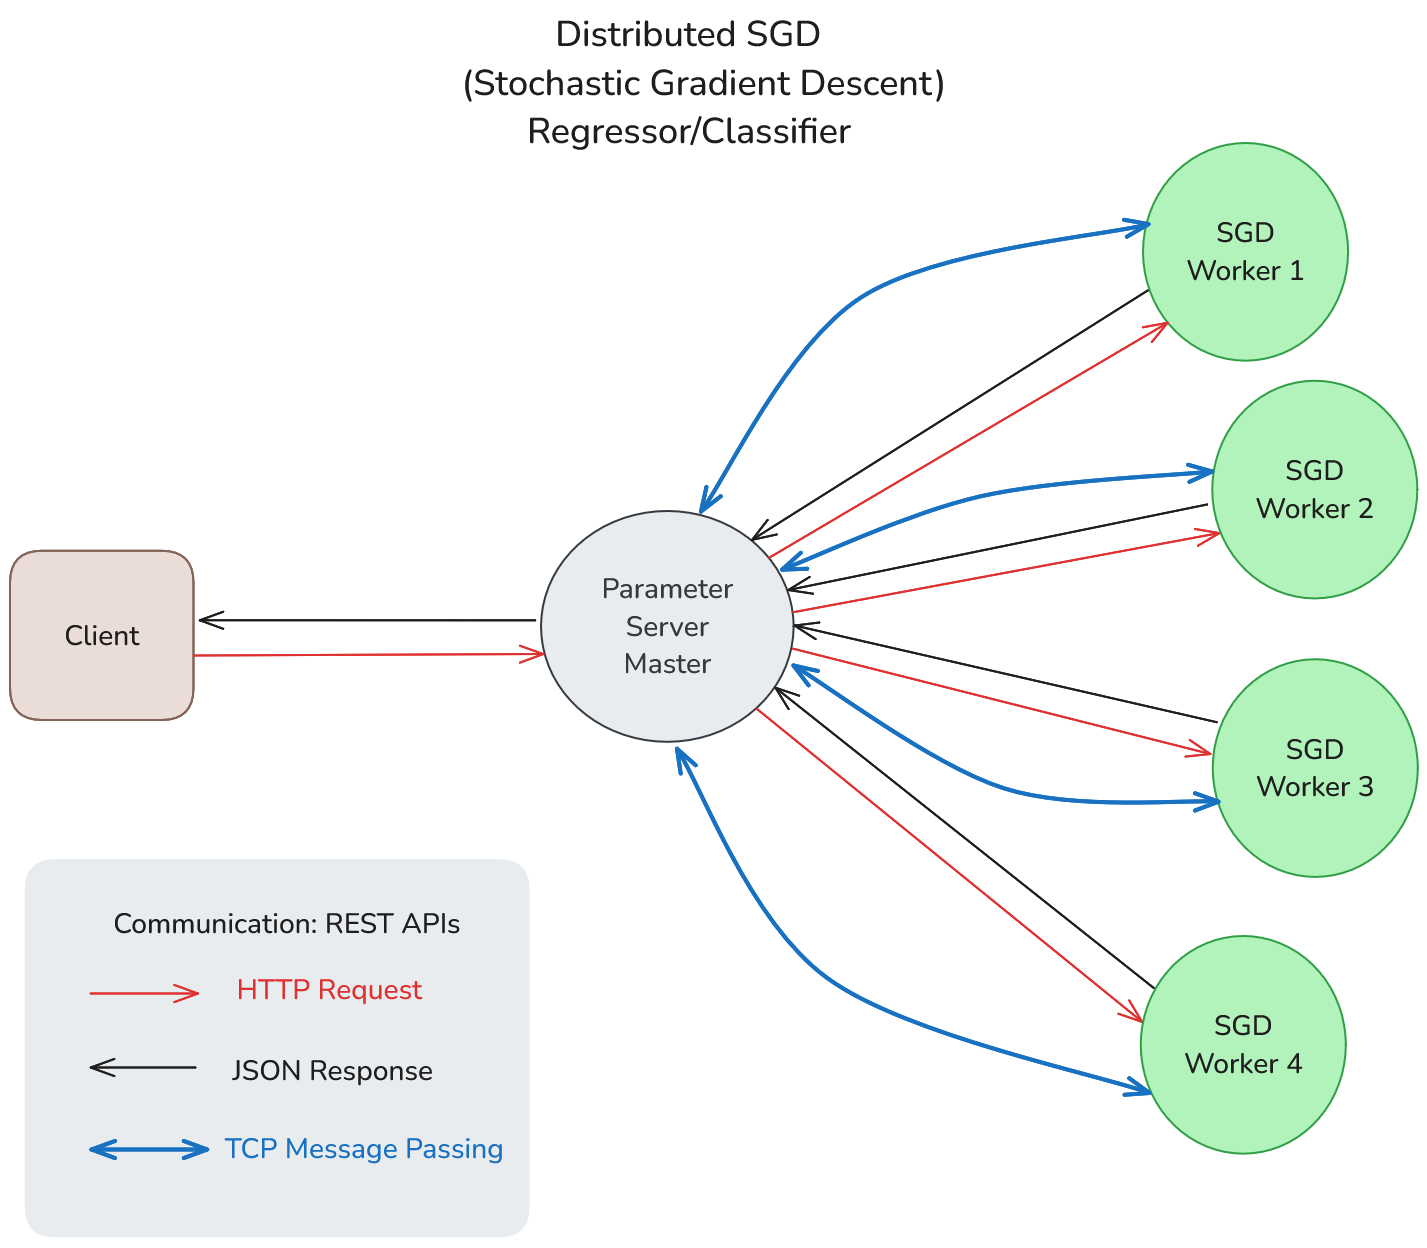 Distributed SGD
(Stochastic Gradient Descent)
Regressor/Classifier
SGD
Worker 1
SGD
Worker 2
Parameter
Server
Master
Client
SGD
Worker 3
Communication: REST APIs
HTTP Request
JSON Response
TCP Message Passing
SGD
Worker 4